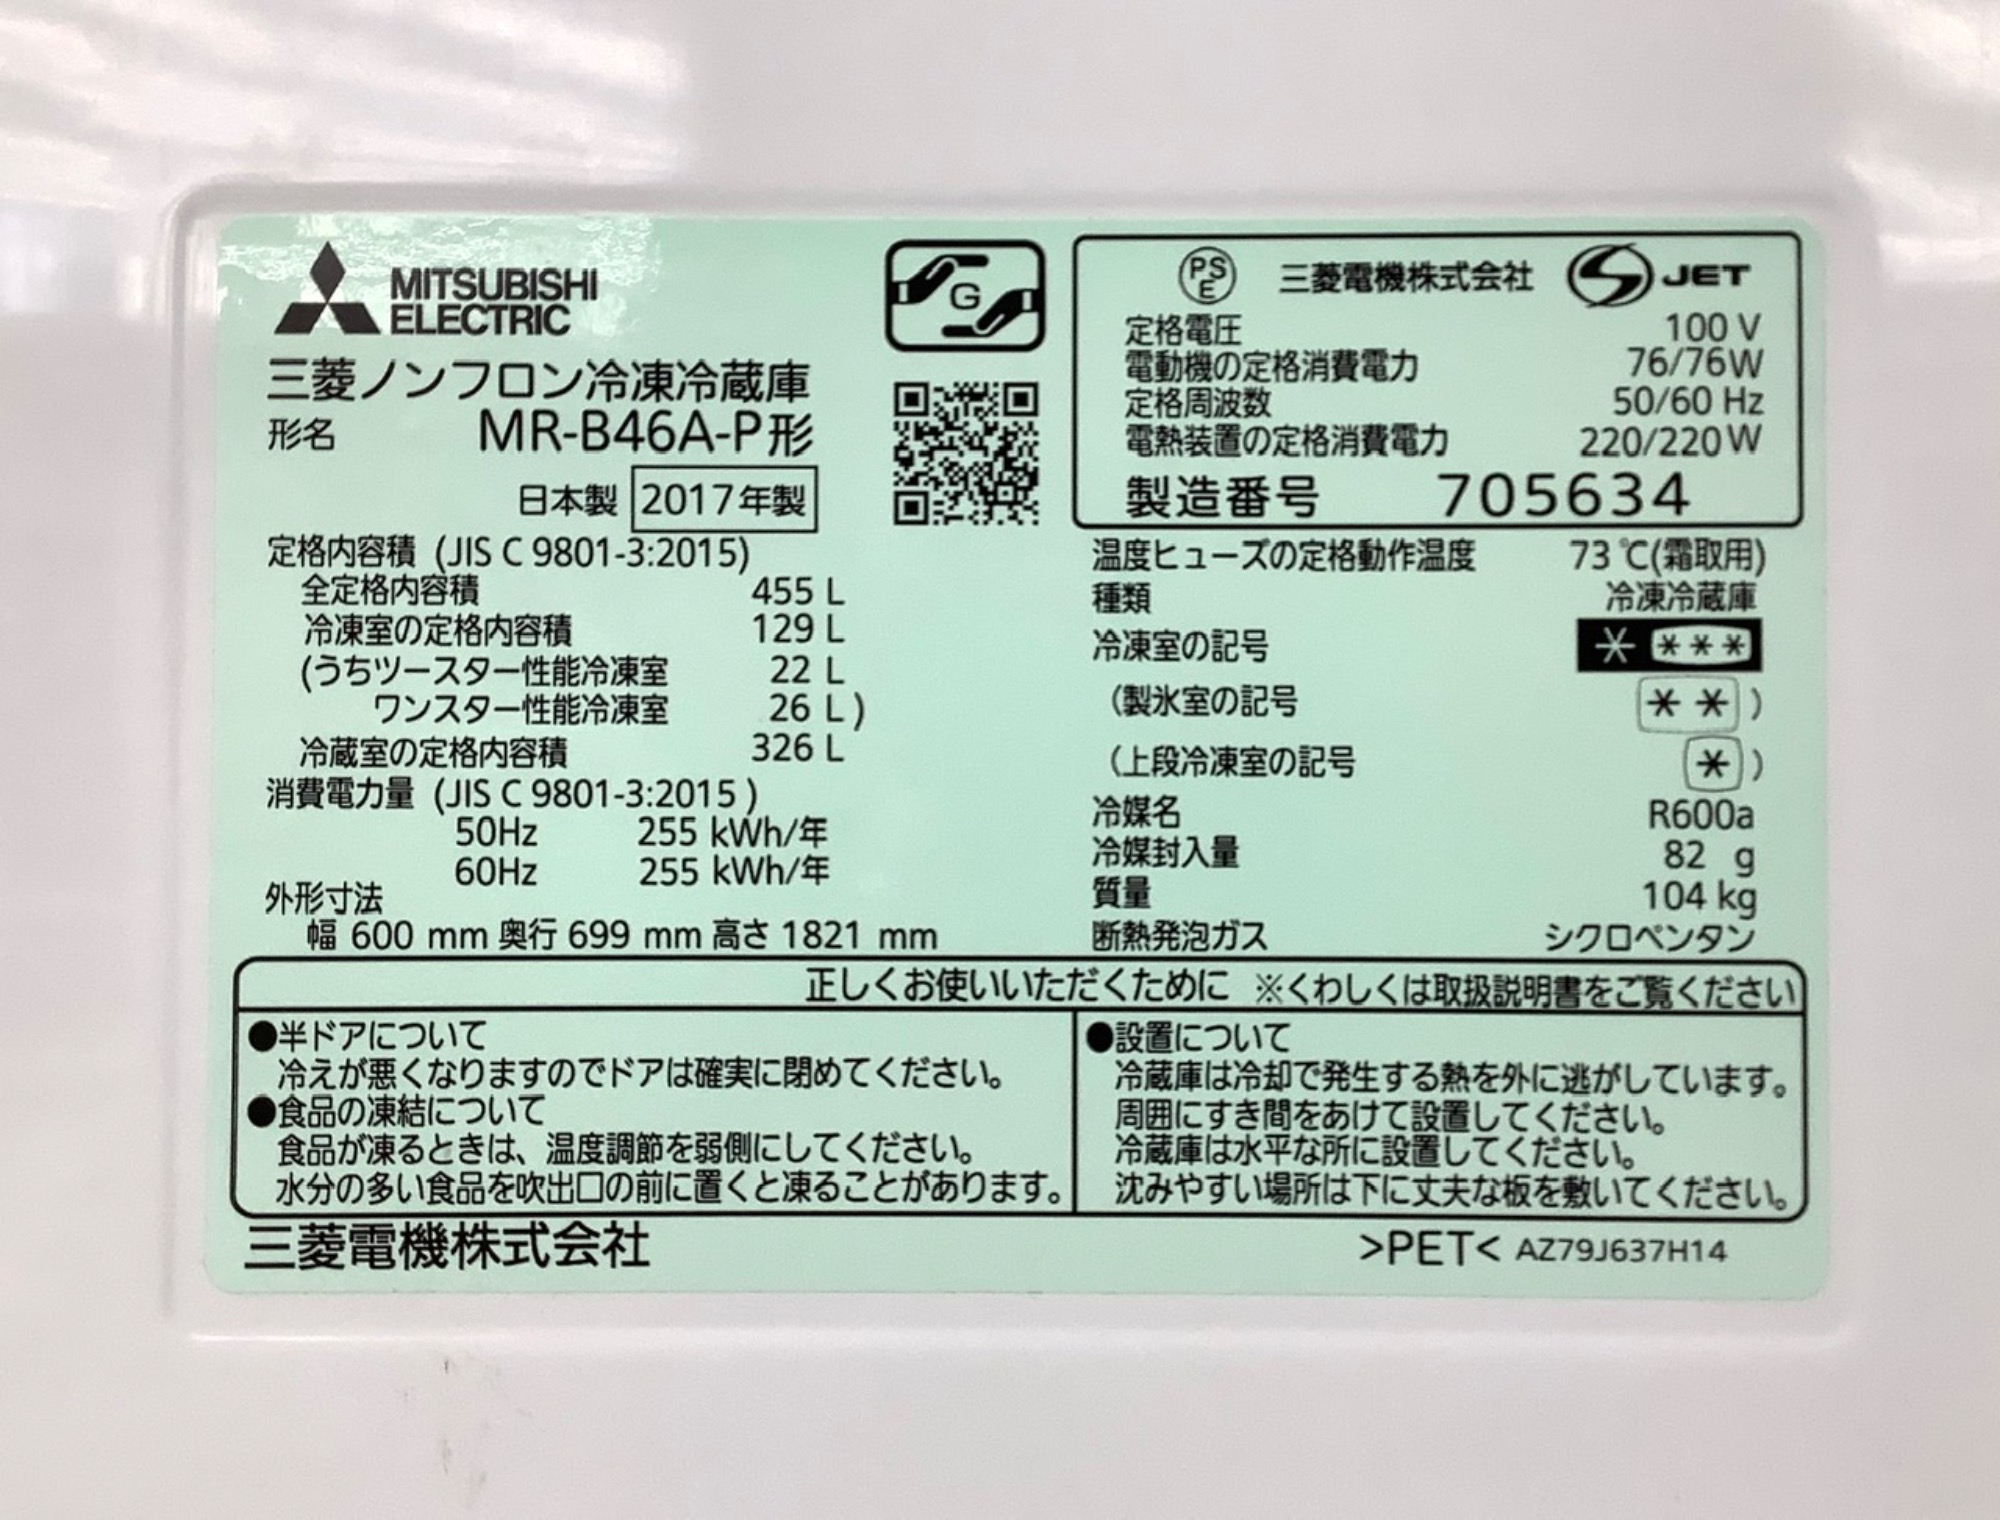 MITSUBISHI
ELECTRIC
G
三菱ノンフロン冷凍冷蔵庫
形名 MR-B46A-P形
日本製 2017年製
定格内容積 (JIS C 9801-3:2015)
全定格内容積 455 L
冷凍室の定格内容積 129 L
(うちツースター性能冷凍室 22 L
ワンスター性能冷凍室 26 L)
冷蔵室の定格内容積 326 L
消費電力量 (JIS C 9801-3:2015)
50Hz 255 kWh/年
60Hz 255 kWh/年
外形寸法
幅 600 mm 奥行 699 mm 高さ 1821 mm
PS
E
三菱電機株式会社 JET
定格電圧 100 V
電動機の定格消費電力 76/76W
定格周波数 50/60 Hz
電熱装置の定格消費電力 220/220W
製造番号 705634
温度ヒューズの定格動作温度 73℃(霜取用)
種類 冷凍冷蔵庫
冷凍室の記号 * ***
(製氷室の記号 **)
(上段冷凍室の記号 *)
冷媒名 R600a
冷媒封入量 82 g
質量 104 kg
断熱発泡ガス シクロペンタン
正しくお使いいただくために ※くわしくは取扱説明書をご覧ください
●半ドアについて
冷えが悪くなりますのでドアは確実に閉めてください。
●食品の凍結について
食品が凍るときは、温度調節を弱側にしてください。
水分の多い食品を吹出口の前に置くと凍ることがあります。
●設置について
冷蔵庫は冷却で発生する熱を外に逃がしています。
周囲にすき間をあけて設置してください。
冷蔵庫は水平な所に設置してください。
沈みやすい場所は下に丈夫な板を敷いてください。
三菱電機株式会社
>PET< AZ79J637H14